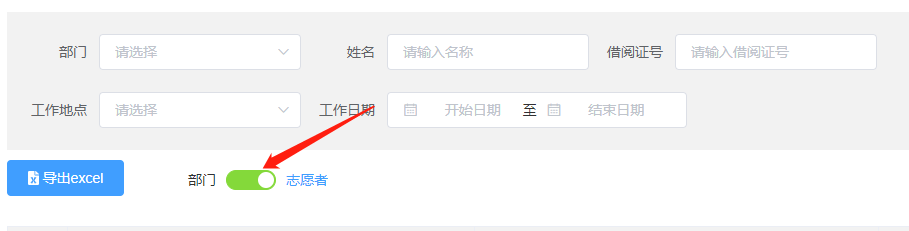 部门 请选择 姓名 请输入名称 借阅证号 请输入借阅证号
工作地点 请选择 工作日期 开始日期 至 结束日期
导出excel 部门 志愿者